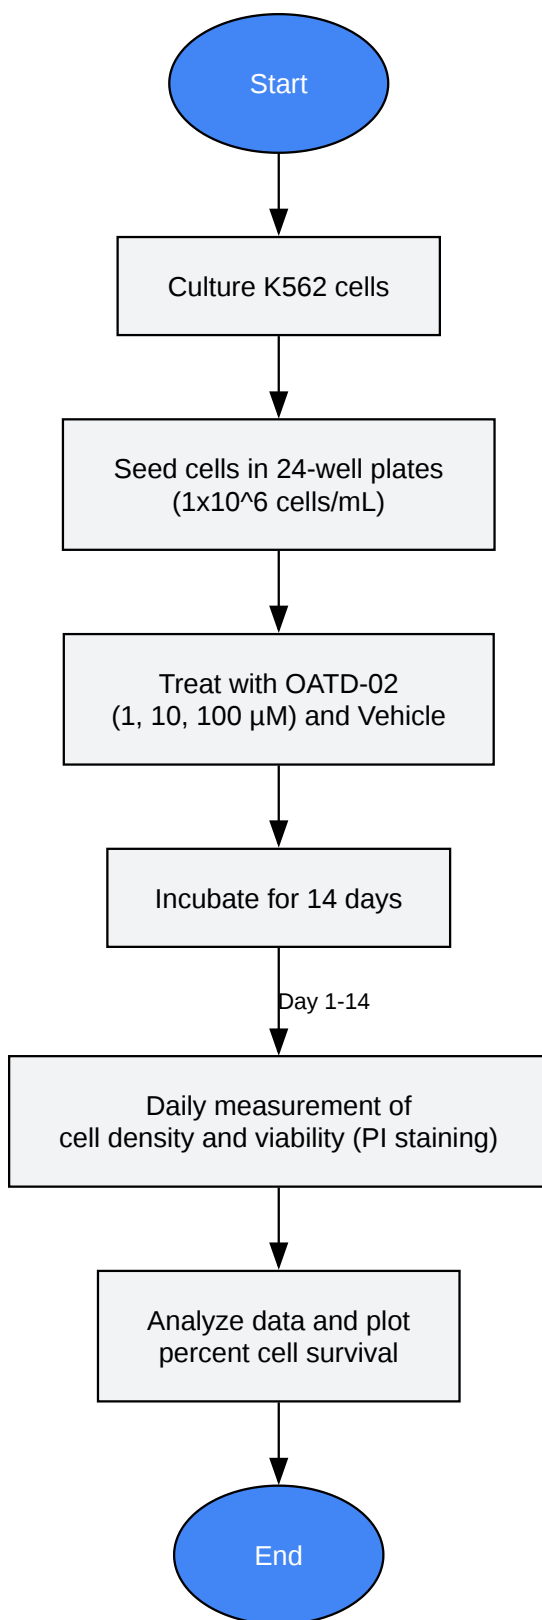 Start
Culture K562 cells
Seed cells in 24-well plates
(1x10^6 cells/mL)
Treat with OATD-02
(1, 10, 100 µM) and Vehicle
Incubate for 14 days
Day 1-14
Daily measurement of
cell density and viability (PI staining)
Analyze data and plot
percent cell survival
End